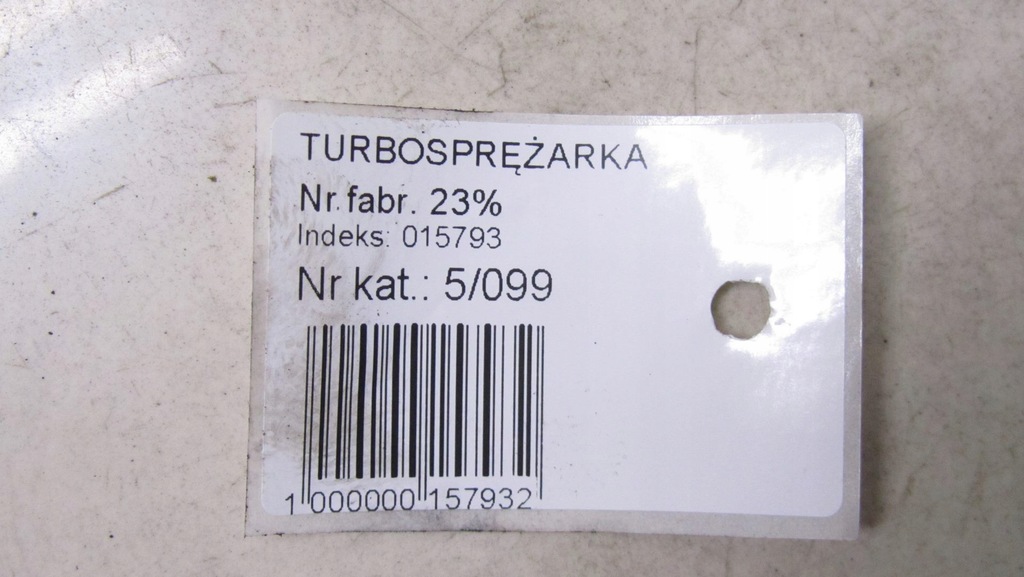 TURBOSPRĘŻARKA
Nr.fabr. 23%
Indeks: 015793
Nr kat.: 5/099
1 000000 157932